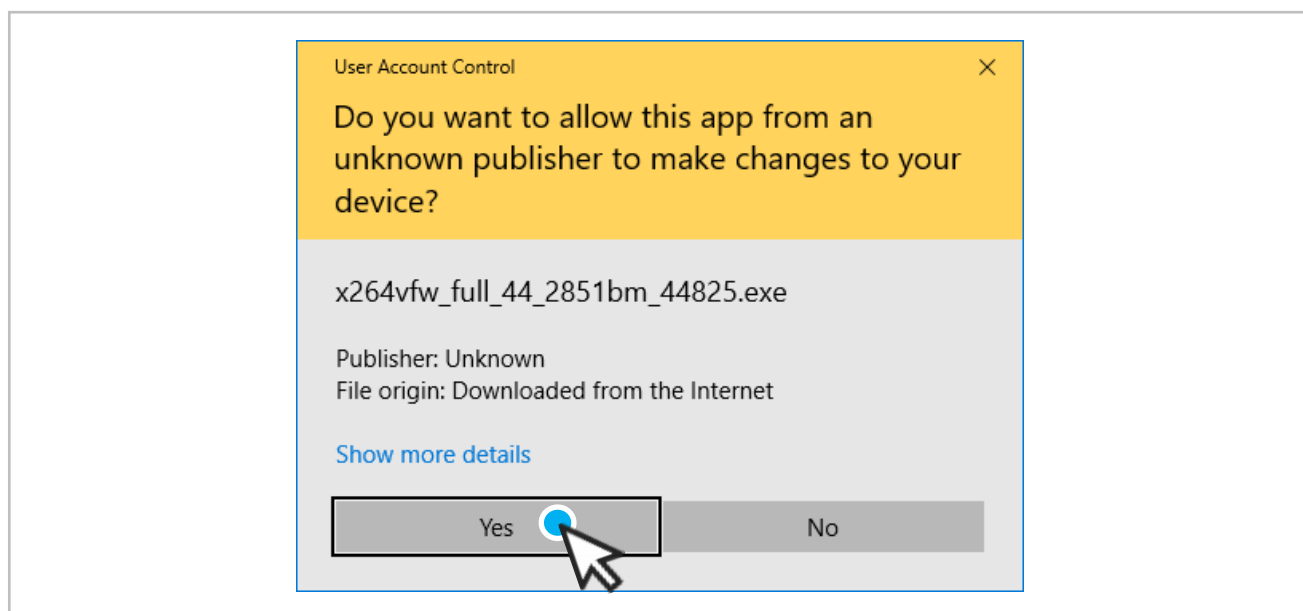 User Account Control
Do you want to allow this app from an
unknown publisher to make changes to your
device?
x264vfw_full_44_2851bm_44825.exe
Publisher: Unknown
File origin: Downloaded from the Internet
Show more details
Yes
No